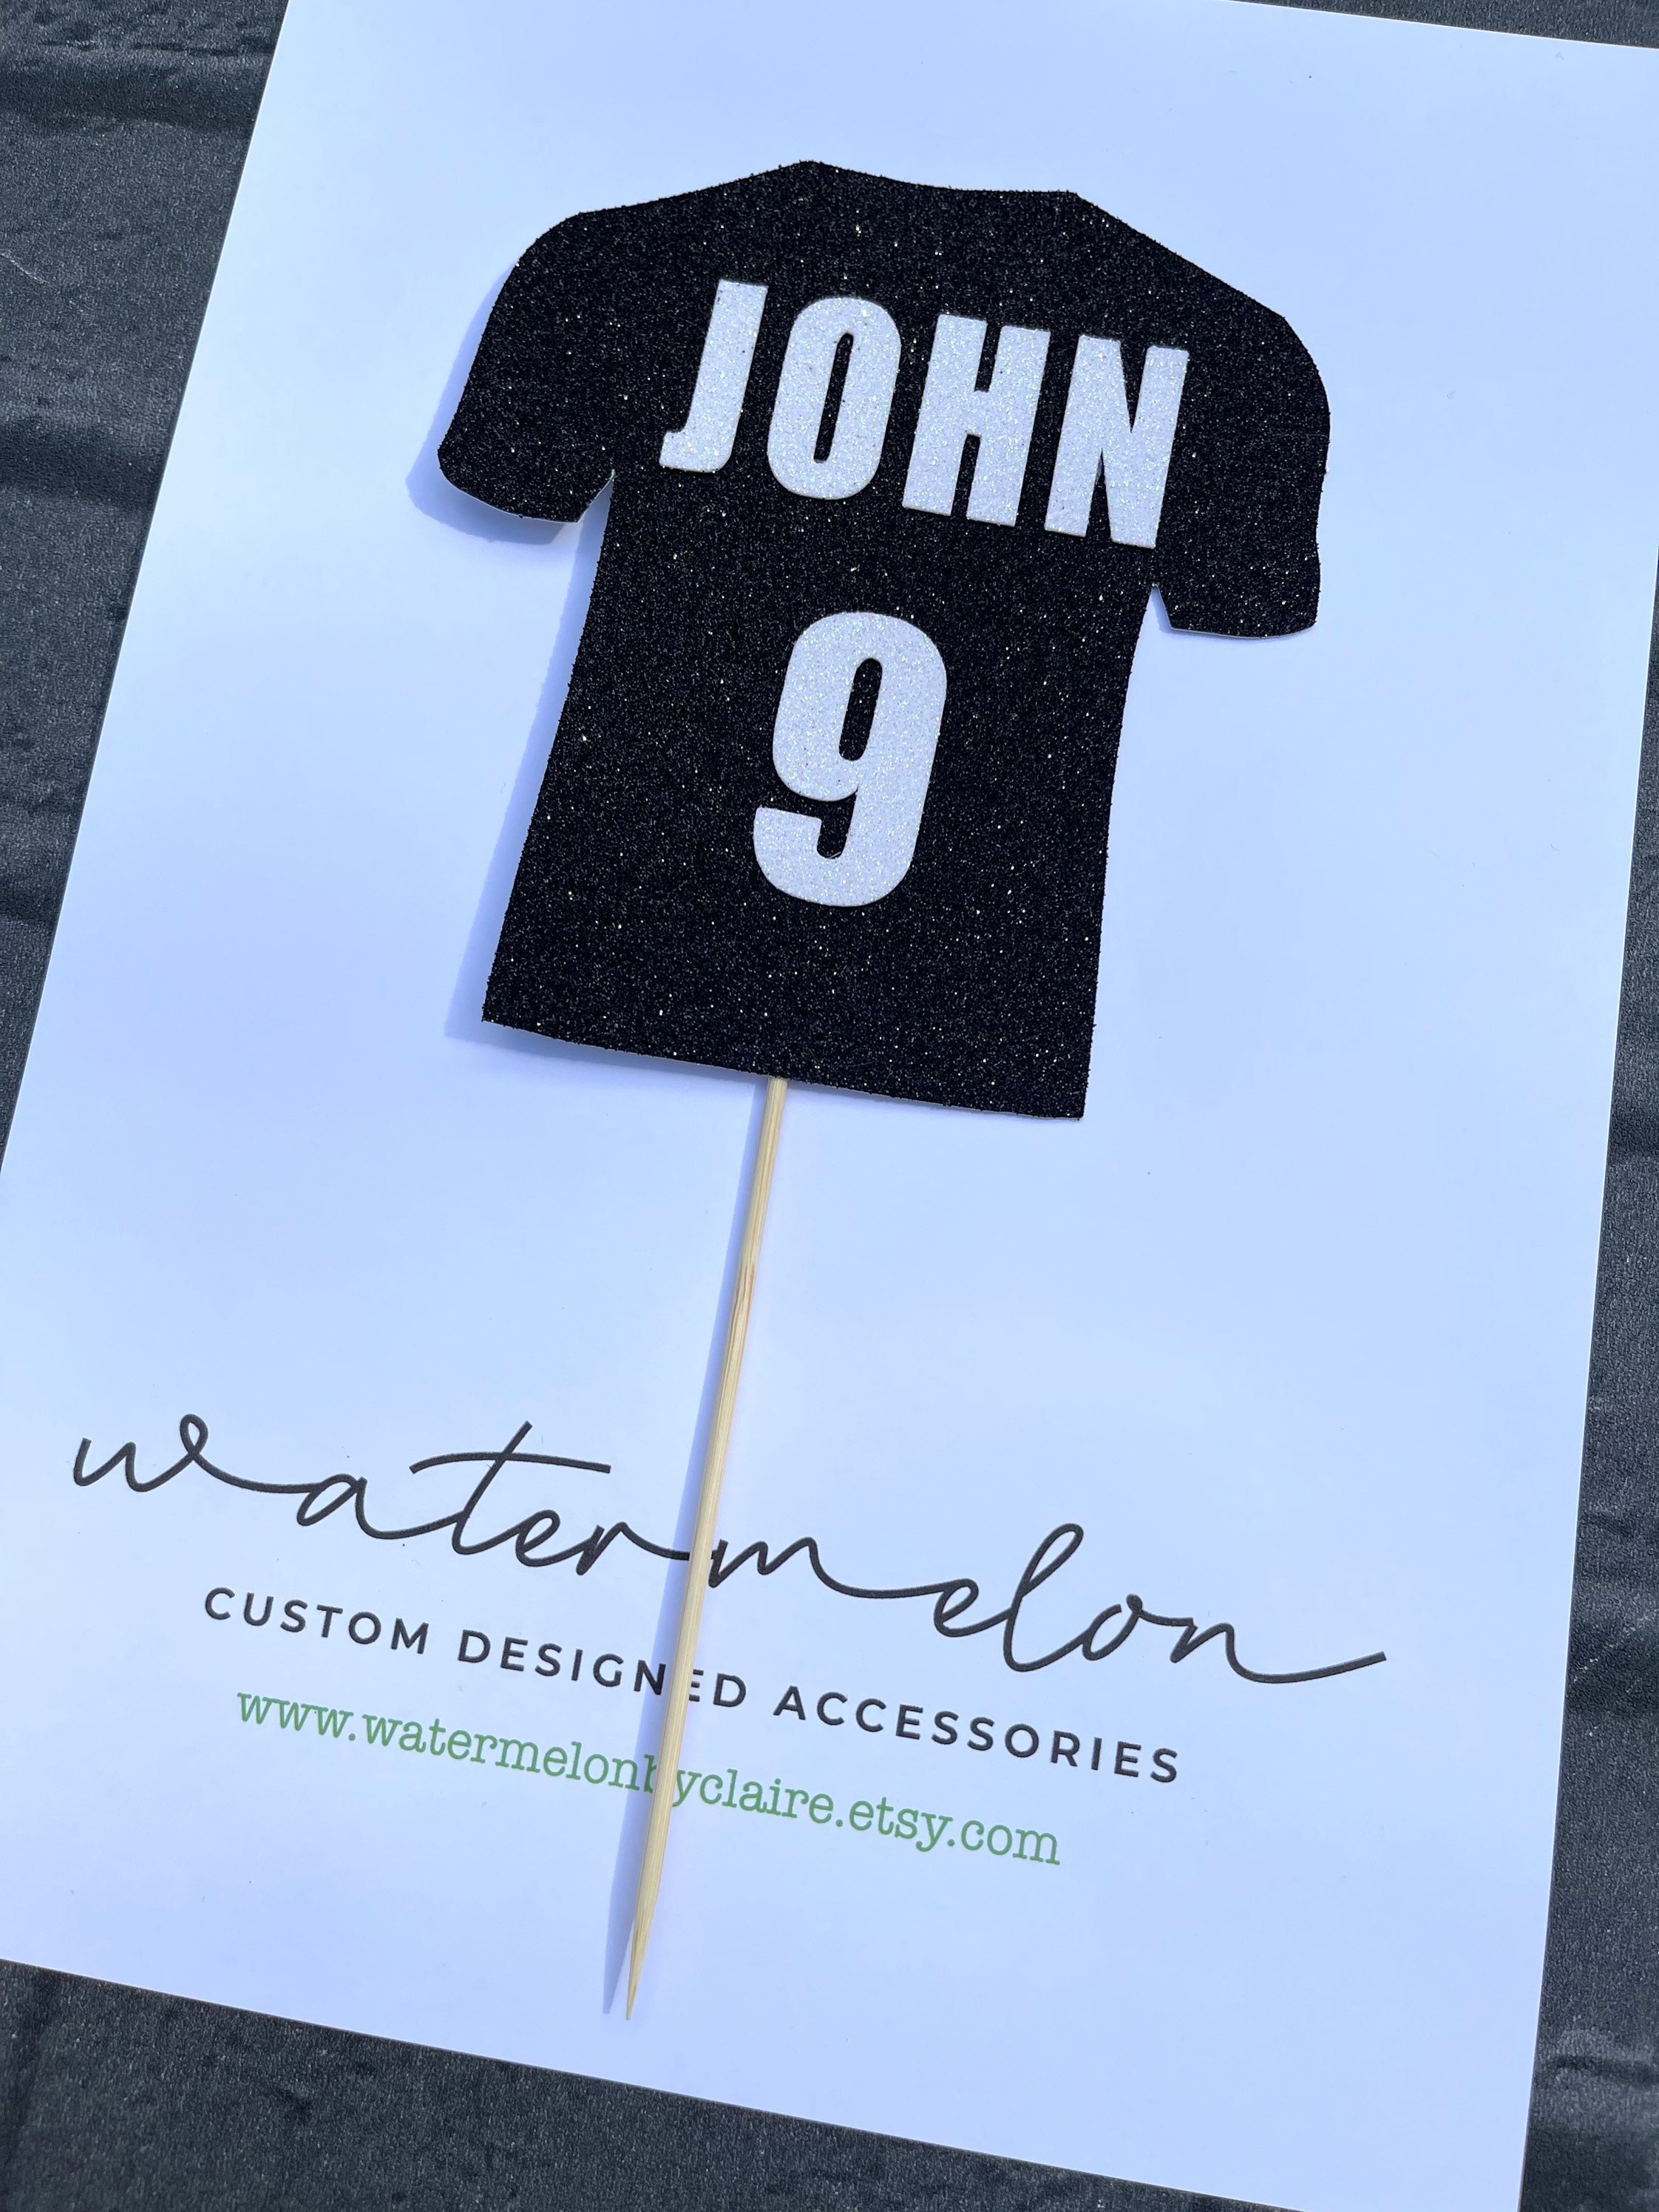 JOHN
9
watermelon
CUSTOM DESIGNED ACCESSORIES
www.watermelonbyclaire.etsy.com